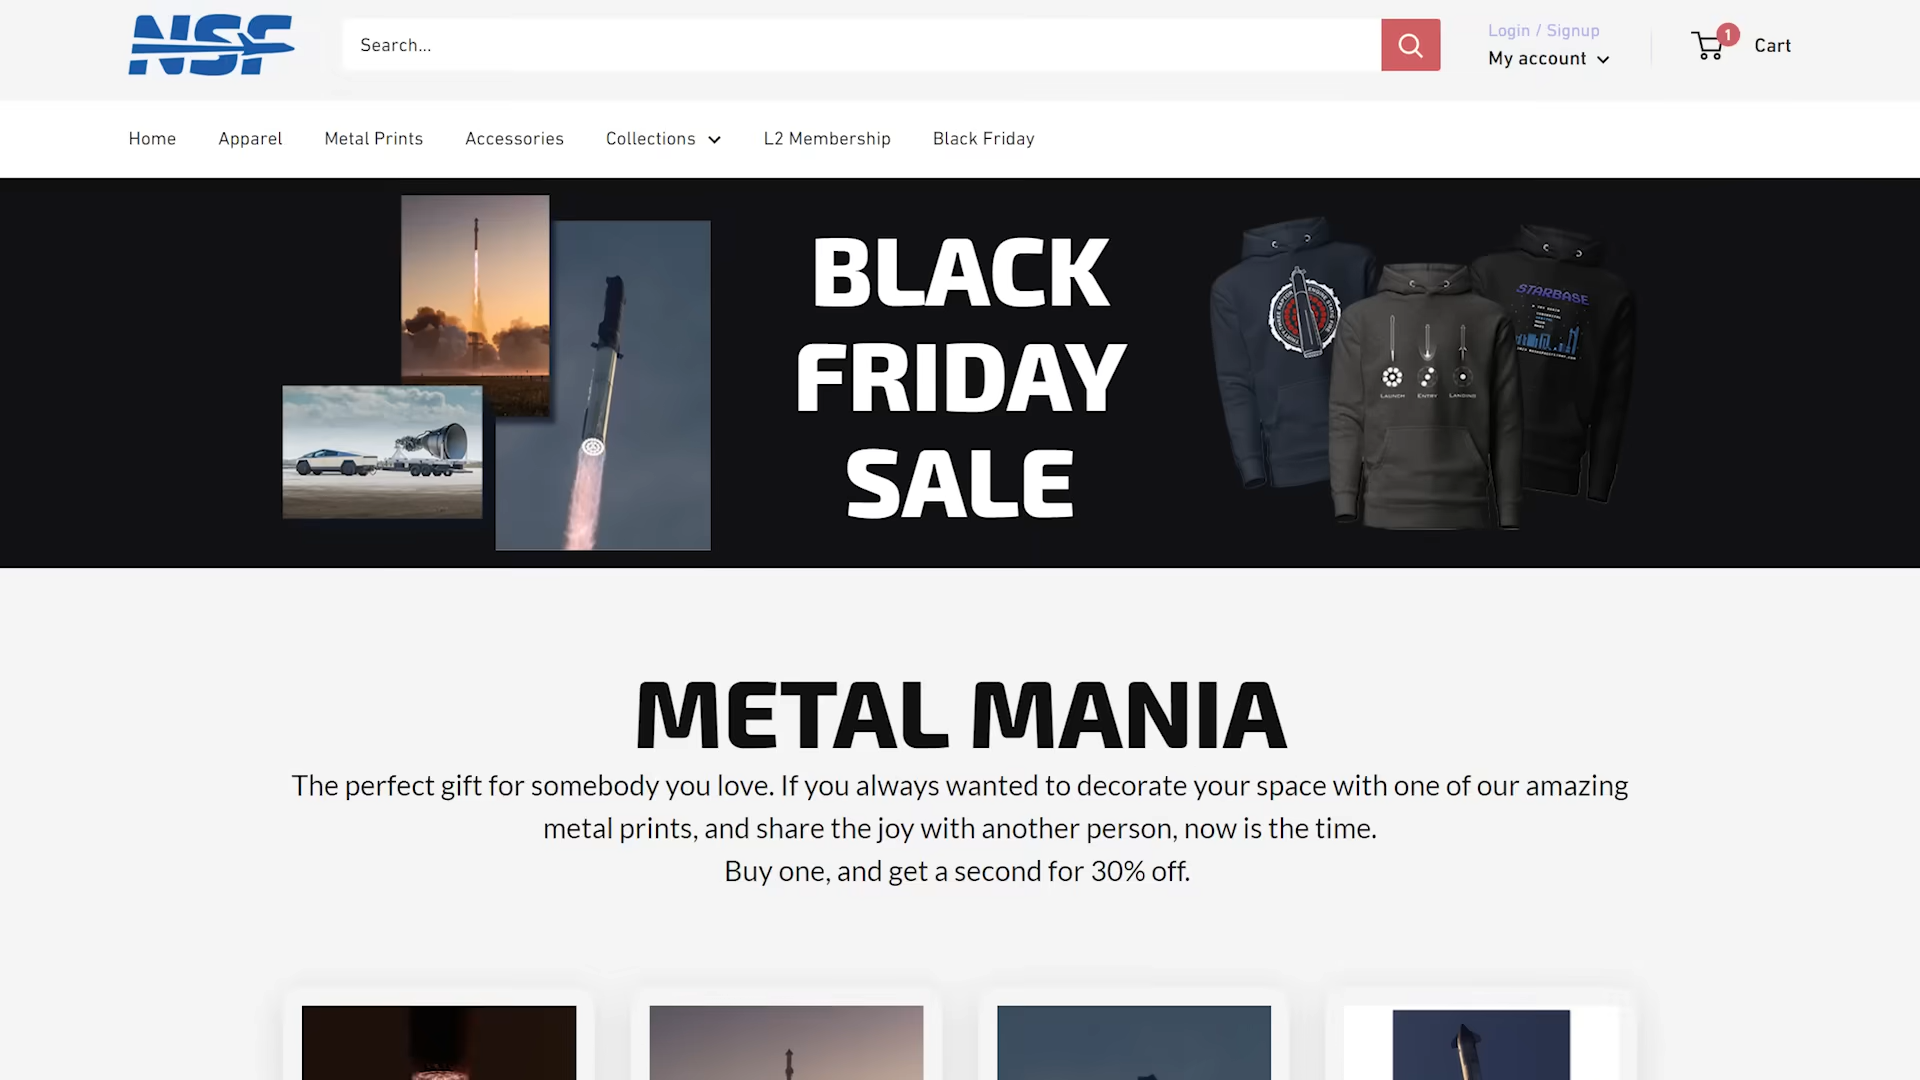 NSF
Search...
Login / Signup
My account
1
Cart
Home
Apparel
Metal Prints
Accessories
Collections
L2 Membership
Black Friday
BLACK
FRIDAY
SALE
STARBASE
LAUNCH
ENTRY
LANDING
METAL MANIA
The perfect gift for somebody you love. If you always wanted to decorate your space with one of our amazing
metal prints, and share the joy with another person, now is the time.
Buy one, and get a second for 30% off.